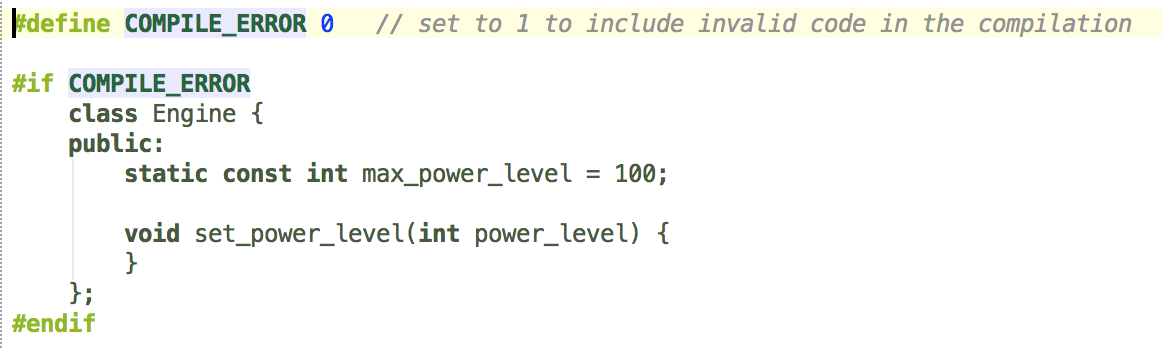 #define COMPILE_ERROR 0   // set to 1 to include invalid code in the compilation

#if COMPILE_ERROR
    class Engine {
    public:
        static const int max_power_level = 100;

        void set_power_level(int power_level) {
        }
    };
#endif